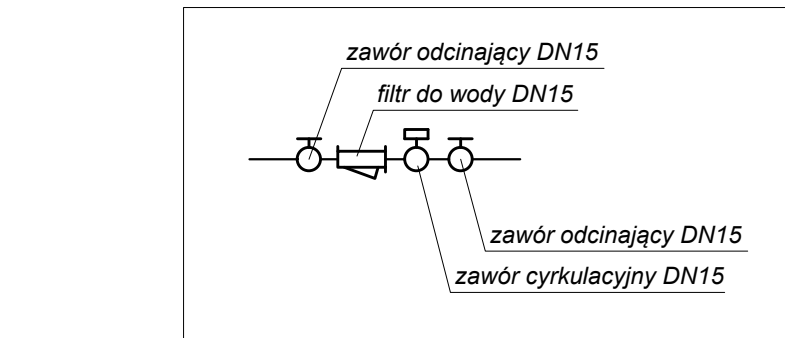 zawór odcinający DN15
filtr do wody DN15
zawór odcinający DN15
zawór cyrkulacyjny DN15